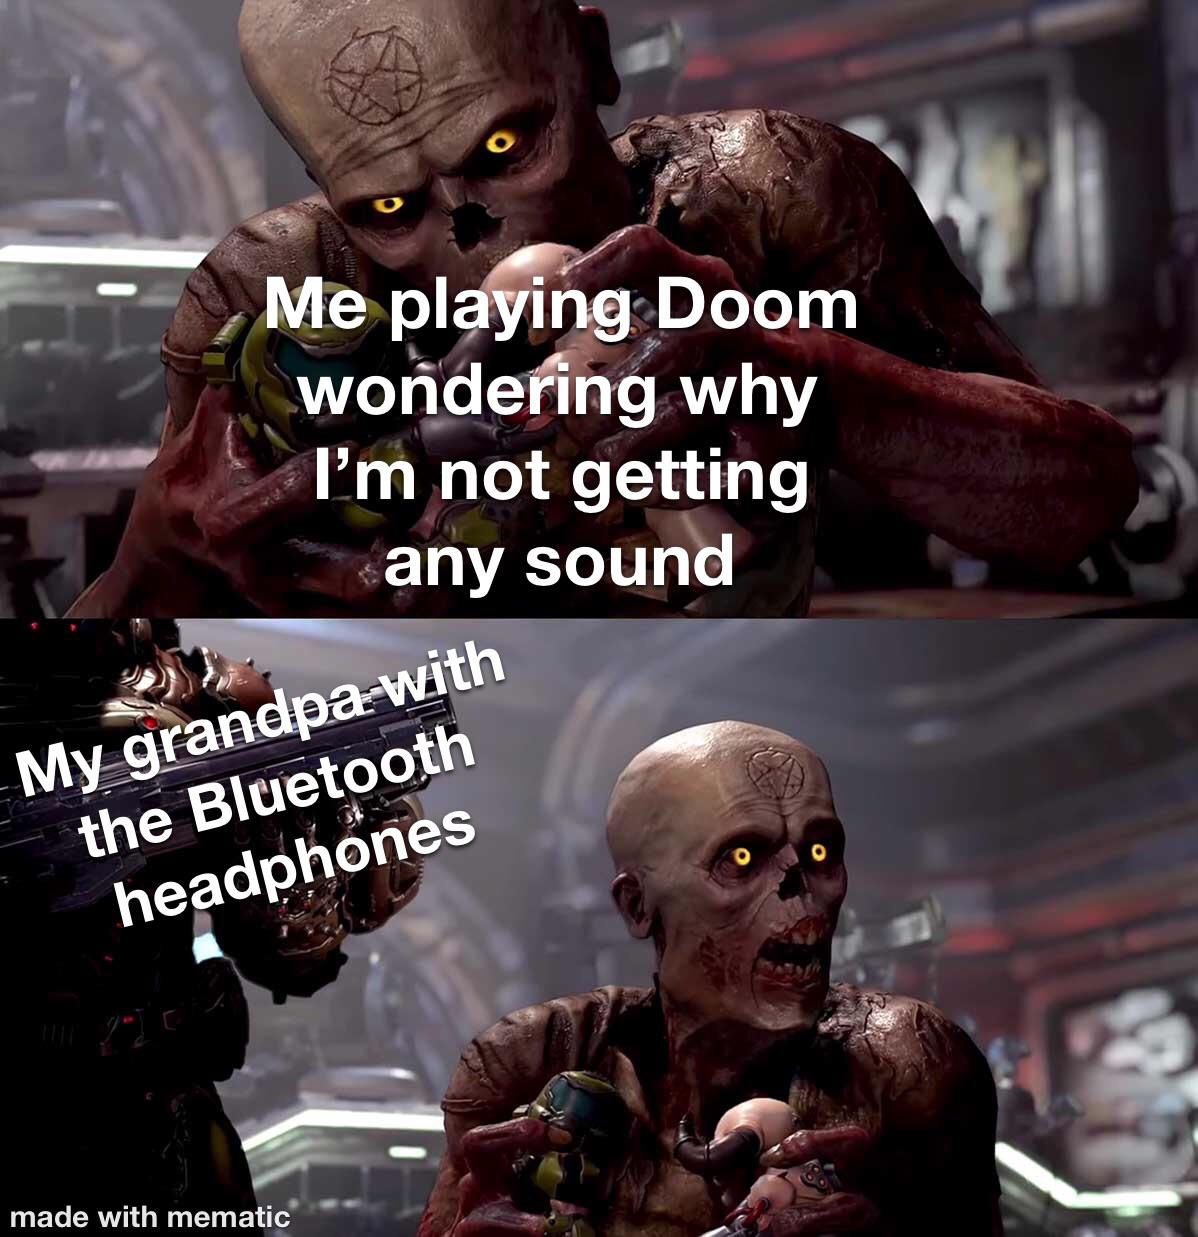 Me playing Doom
wondering why
I’m not getting
any sound
My grandpa with
the Bluetooth
headphones
made with mematic